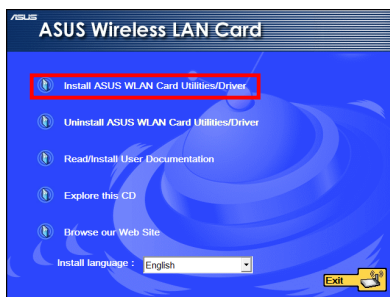 ASUS
ASUS Wireless LAN Card
Install ASUS WLAN Card Utilities/Driver
Uninstall ASUS WLAN Card Utilities/Driver
Read/Install User Documentation
Explore this CD
Browse our Web Site
Install language : English
Exit